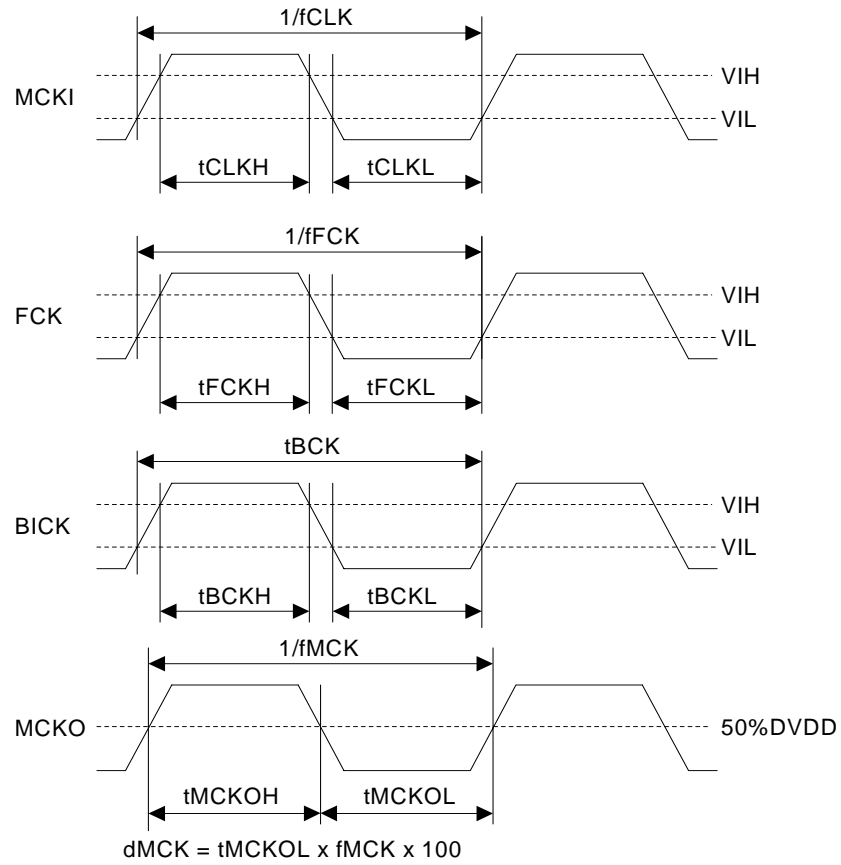 1/fCLK
MCKI
VIH
VIL
tCLKH
tCLKL
1/fFCK
FCK
VIH
VIL
tFCKH
tFCKL
tBCK
BICK
VIH
VIL
tBCKH
tBCKL
1/fMCK
MCKO
50%DVDD
tMCKOH
tMCKOL
dMCK = tMCKOL x fMCK x 100